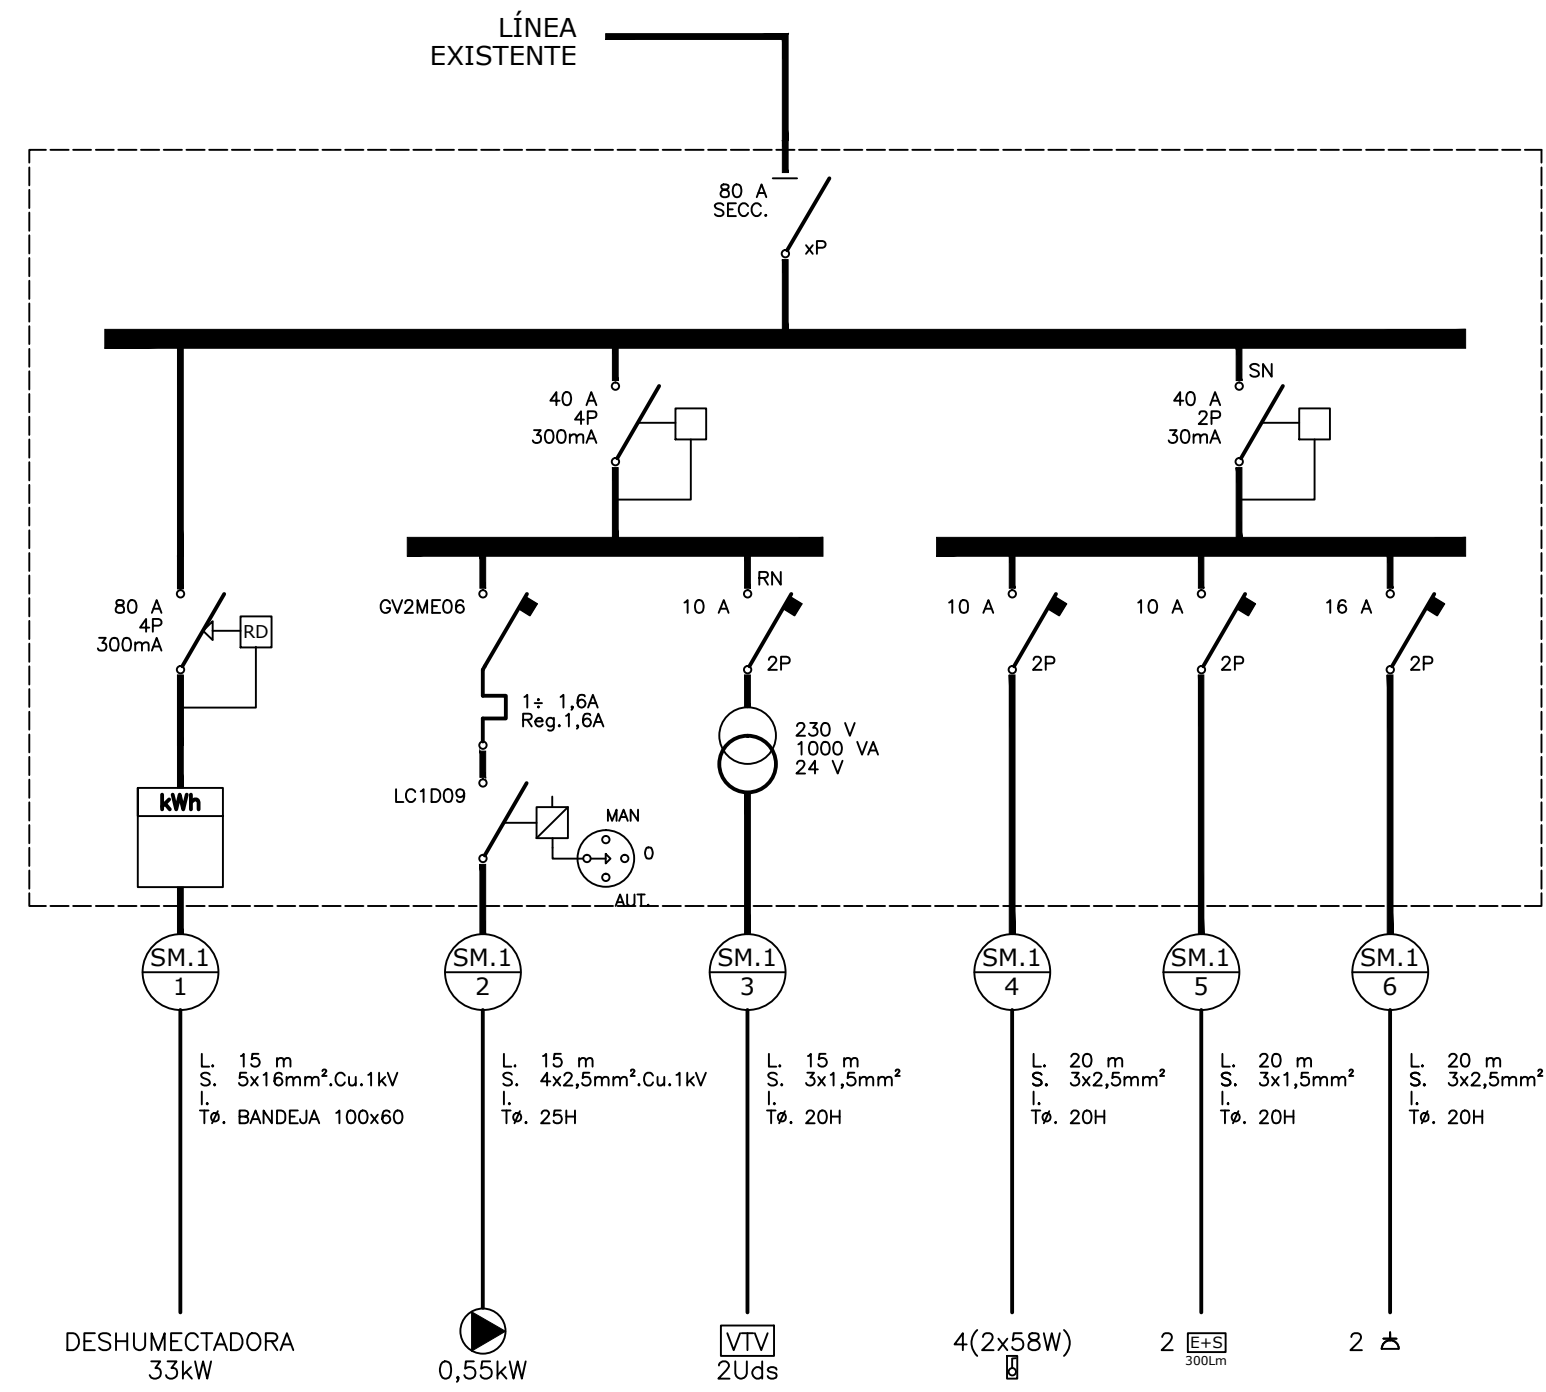 LÍNEA
EXISTENTE
80 A
SECC.
xP
40 A
4P
300mA
SN
40 A
2P
30mA
80 A
4P
300mA
RD
GV2ME06
1÷ 1,6A
Reg.1,6A
LC1D09
MAN
0
AUT.
RN
10 A
2P
230 V
1000 VA
24 V
10 A
2P
10 A
2P
16 A
2P
kWh
SM.1
1
SM.1
2
SM.1
3
SM.1
4
SM.1
5
SM.1
6
L. 15 m
S. 5x16mm².Cu.1kV
I.
Tø. BANDEJA 100x60
L. 15 m
S. 4x2,5mm².Cu.1kV
I.
Tø. 25H
L. 15 m
S. 3x1,5mm²
I.
Tø. 20H
L. 20 m
S. 3x2,5mm²
I.
Tø. 20H
L. 20 m
S. 3x1,5mm²
I.
Tø. 20H
L. 20 m
S. 3x2,5mm²
I.
Tø. 20H
DESHUMECTADORA
33kW
0,55kW
VTV
2Uds
4(2x58W)
2 E+S
300Lm
2